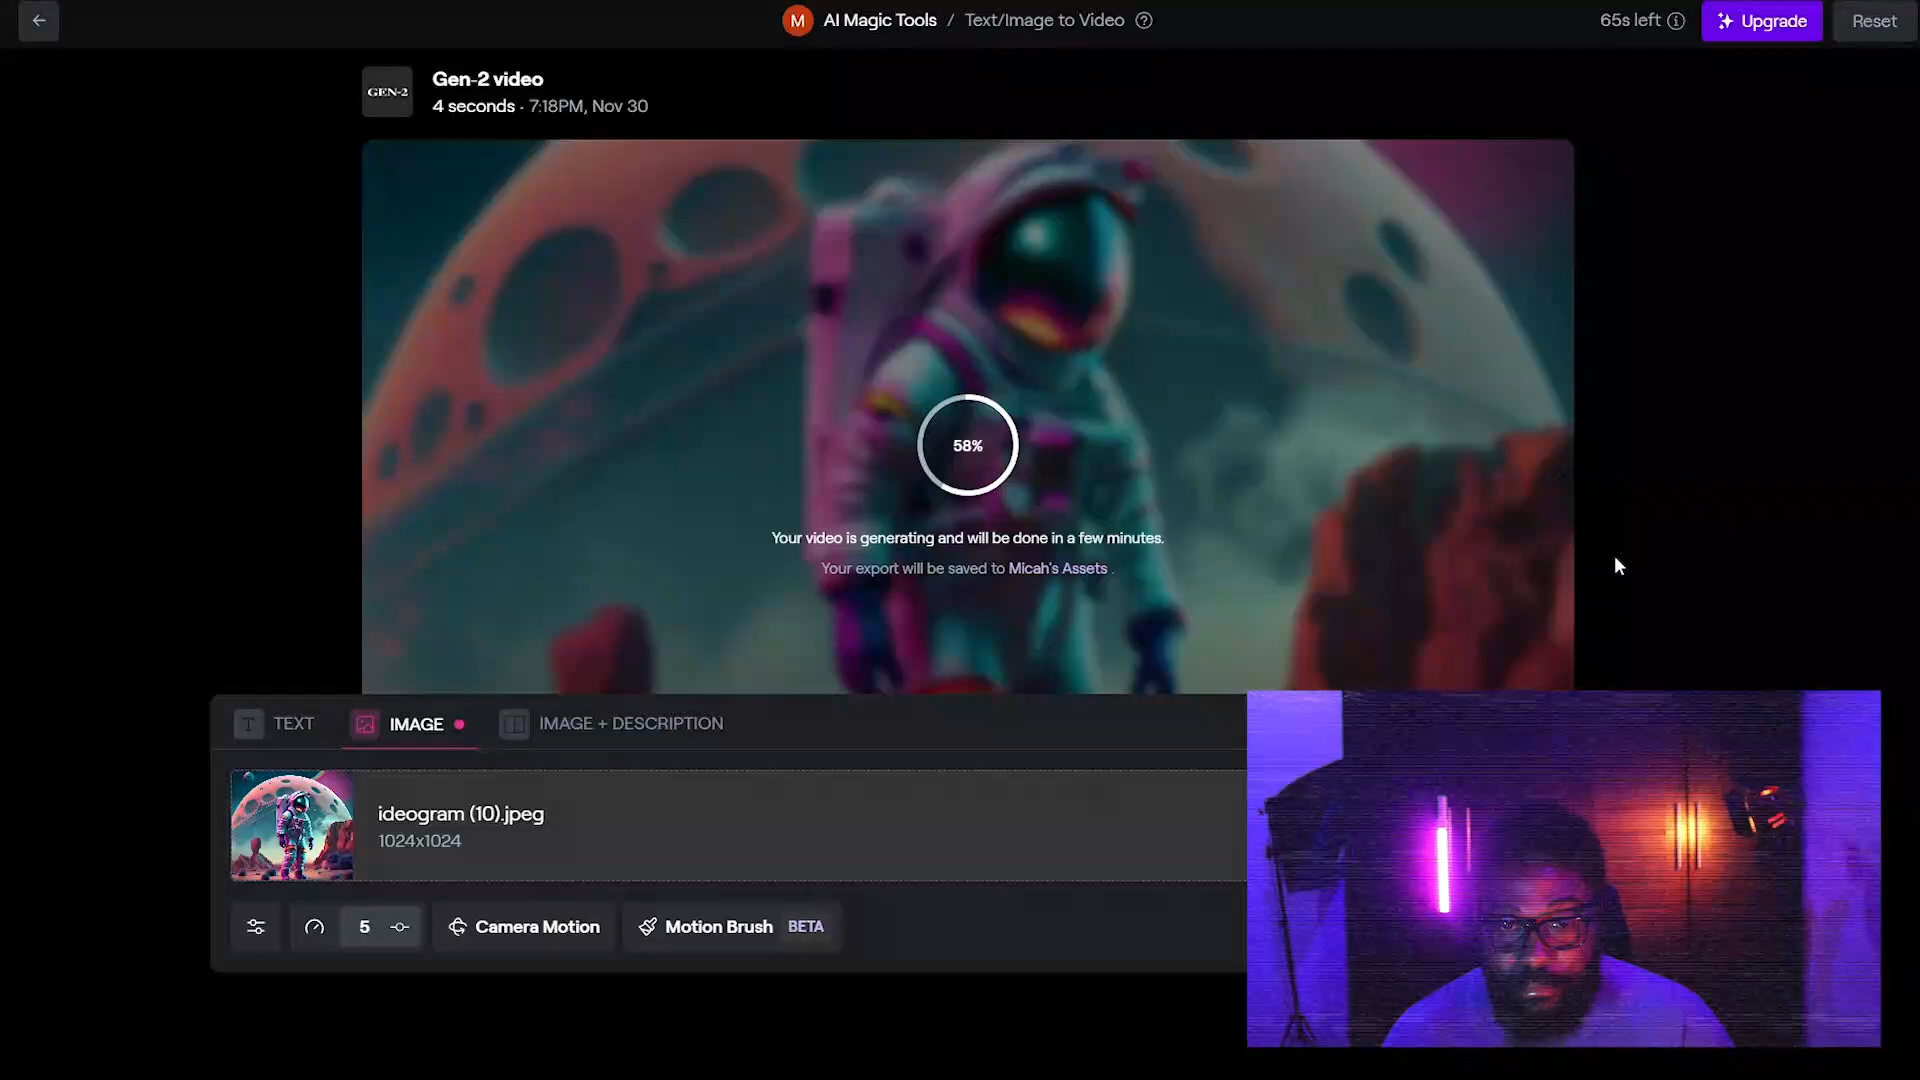 M AI Magic Tools / Text/Image to Video ?
65s left
Upgrade
Reset
GEN-2
Gen-2 video
4 seconds · 7:18PM, Nov 30
58%
Your video is generating and will be done in a few minutes.
Your export will be saved to Micah's Assets .
T TEXT
IMAGE
IMAGE + DESCRIPTION
ideogram (10).jpeg
1024x1024
5
Camera Motion
Motion Brush BETA